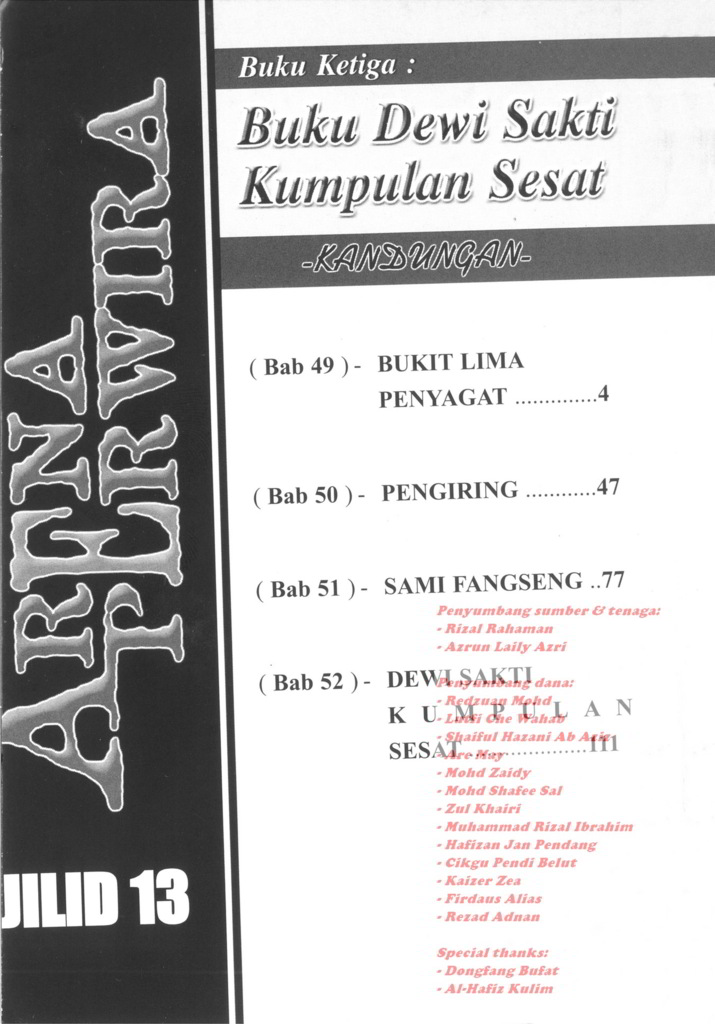 ARENA
PERWIRA
JILID 13
Buku Ketiga :
Buku Dewi Sakti
Kumpulan Sesat
-KANDUNGAN-
( Bab 49 ) - BUKIT LIMA
PENYAGAT ..............4
( Bab 50 ) - PENGIRING ............47
( Bab 51 ) - SAMI FANGSENG ..77
( Bab 52 ) - DEWI SAKTI
K U M P U L A N
SESAT ....................111
Penyumbang sumber & tenaga:
- Rizal Rahaman
- Azrun Laily Azri
Penyumbang dana:
- Redzuan Mohd
- Lutfi Che Wahab
- Shaiful Hazani Ab Aziz
- Are Nay
- Mohd Zaidy
- Mohd Shafee Sal
- Zul Khairi
- Muhammad Rizal Ibrahim
- Hafizan Jan Pendang
- Cikgu Pendi Belut
- Kaizer Zea
- Firdaus Alias
- Rezad Adnan
Special thanks:
- Dongfang Bufat
- Al-Hafiz Kulim